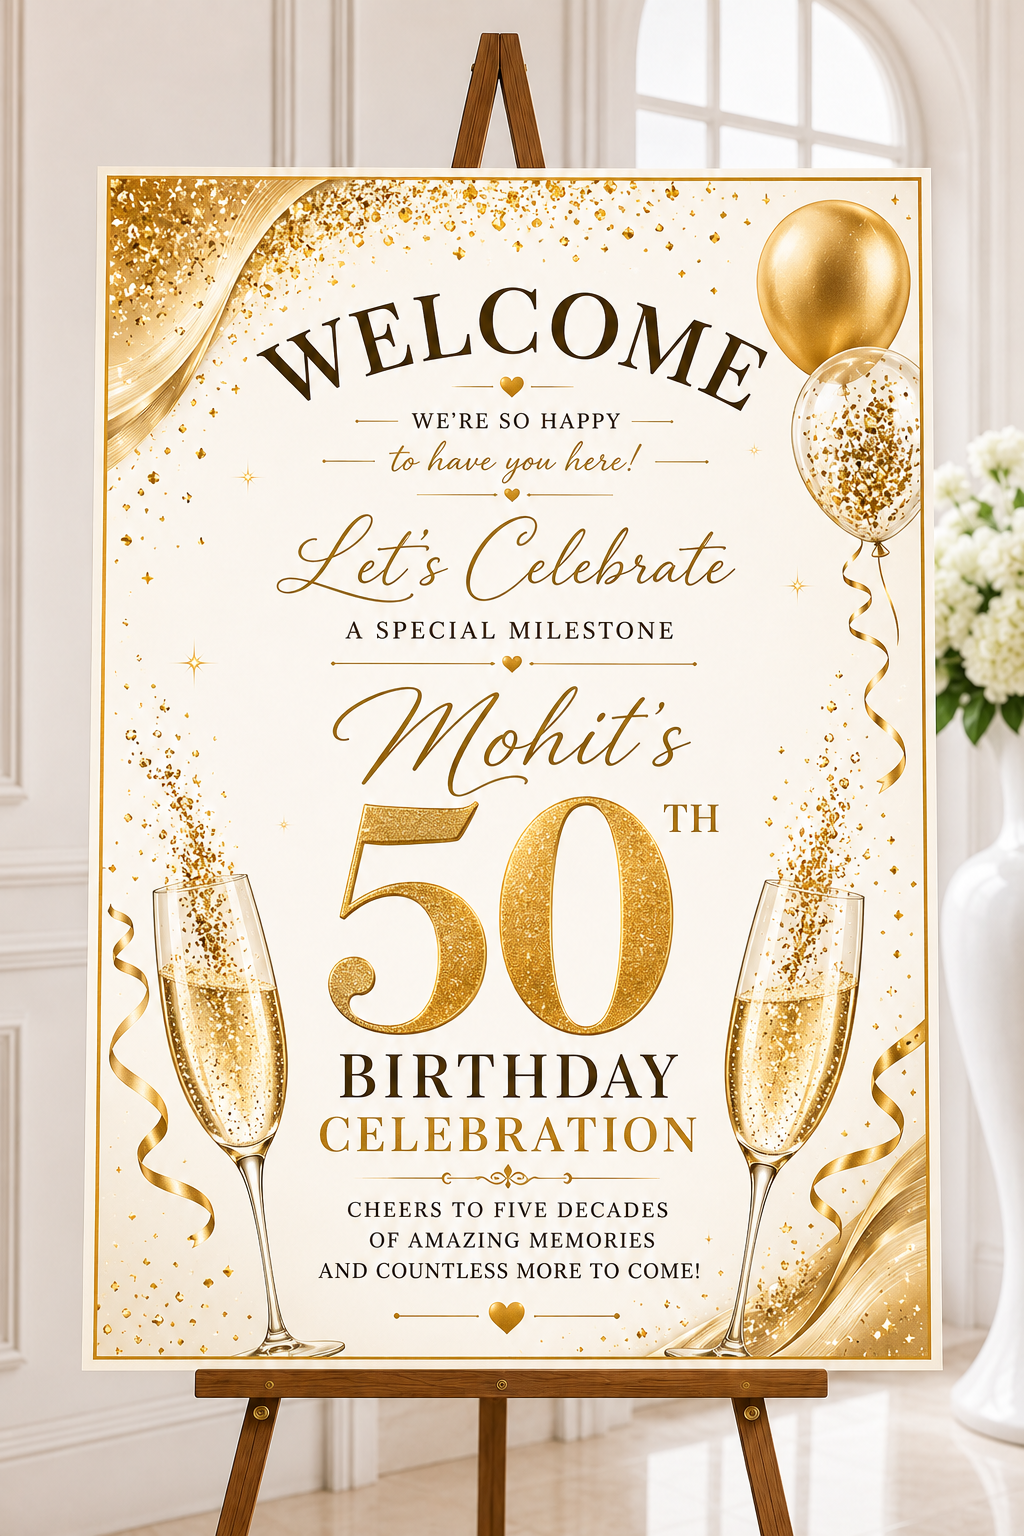 WELCOME
WE'RE SO HAPPY
to have you here!
Let's Celebrate
A SPECIAL MILESTONE
Mohit's
50TH
BIRTHDAY
CELEBRATION
CHEERS TO FIVE DECADES
OF AMAZING MEMORIES
AND COUNTLESS MORE TO COME!